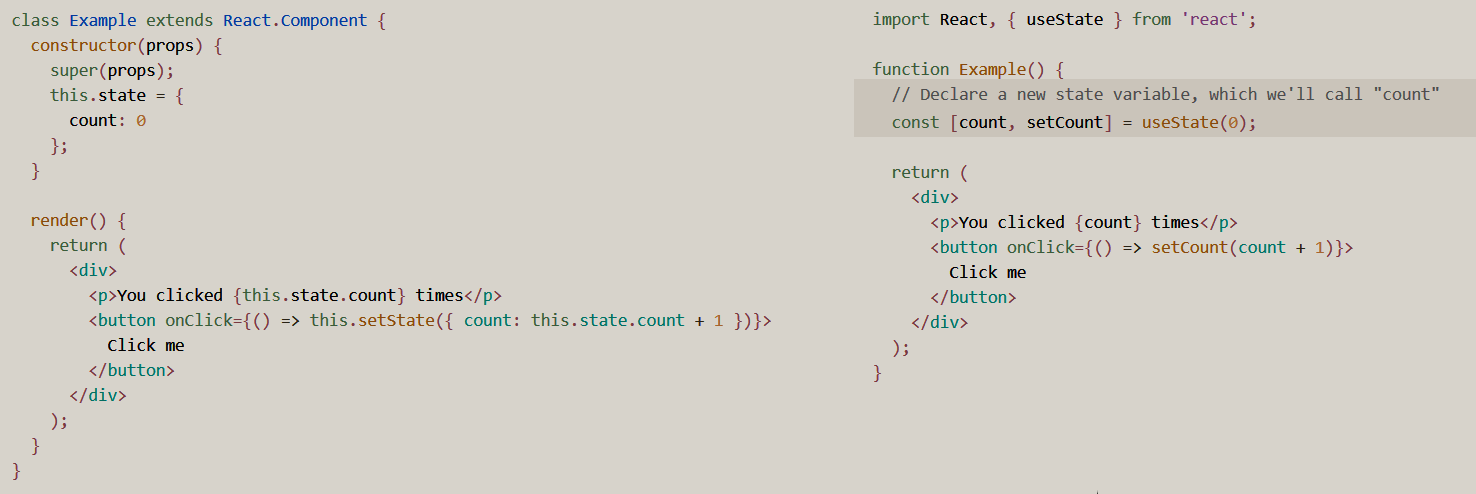 class Example extends React.Component {
  constructor(props) {
    super(props);
    this.state = {
      count: 0
    };
  }

  render() {
    return (
      <div>
        <p>You clicked {this.state.count} times</p>
        <button onClick={() => this.setState({ count: this.state.count + 1 })}>
          Click me
        </button>
      </div>
    );
  }
}
import React, { useState } from 'react';

function Example() {
  // Declare a new state variable, which we'll call "count"
  const [count, setCount] = useState(0);

  return (
    <div>
      <p>You clicked {count} times</p>
      <button onClick={() => setCount(count + 1)}>
        Click me
      </button>
    </div>
  );
}